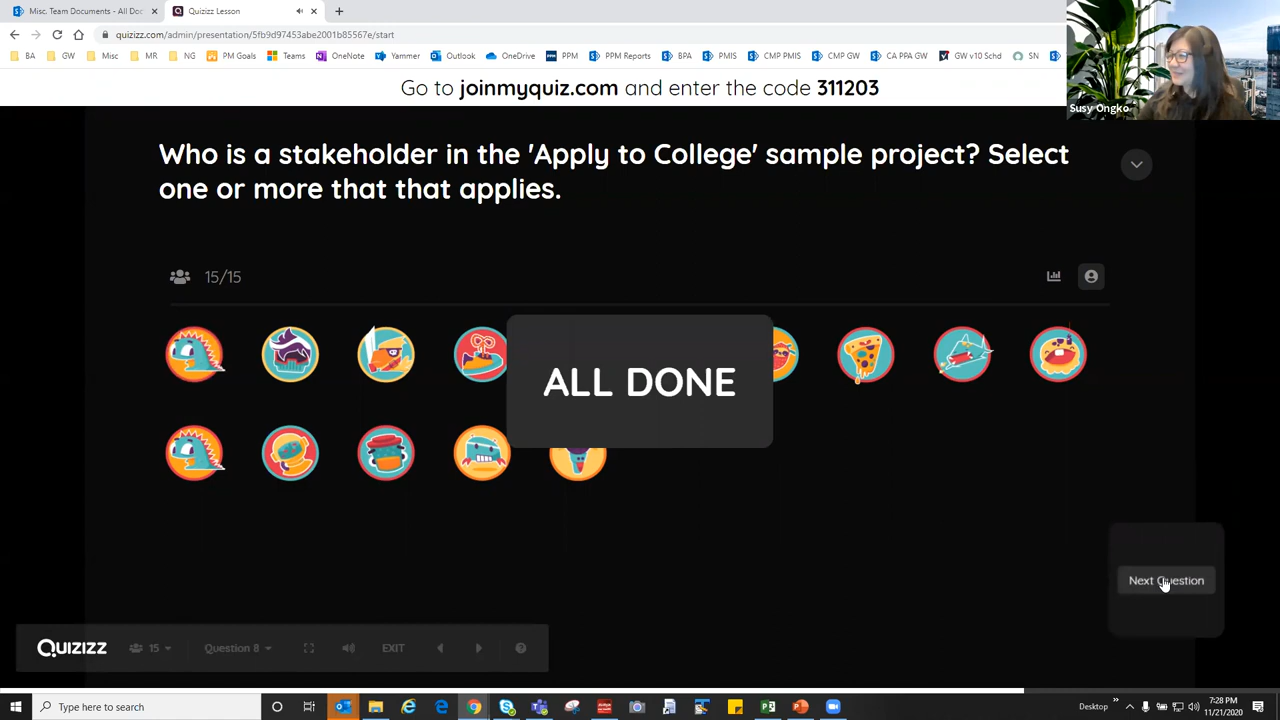 Misc. Team Documents - All Doc
Quizizz Lesson
quizizz.com/admin/presentation/5fb9d97453abe2001b85567e/start
BA GW Misc MR NG PM Goals Teams OneNote Yammer Outlook OneDrive PPM PPM Reports BPA PMIS CMP PMIS CMP GW CA PPA GW GW v10 Schd SN
Go to joinmyquiz.com and enter the code 311203
Susy Ongko
Who is a stakeholder in the 'Apply to College' sample project? Select
one or more that that applies.
15/15
ALL DONE
Next Question
QUIZIZZ 15 Question 8 EXIT
Type here to search
Desktop
7:28 PM
11/21/2020